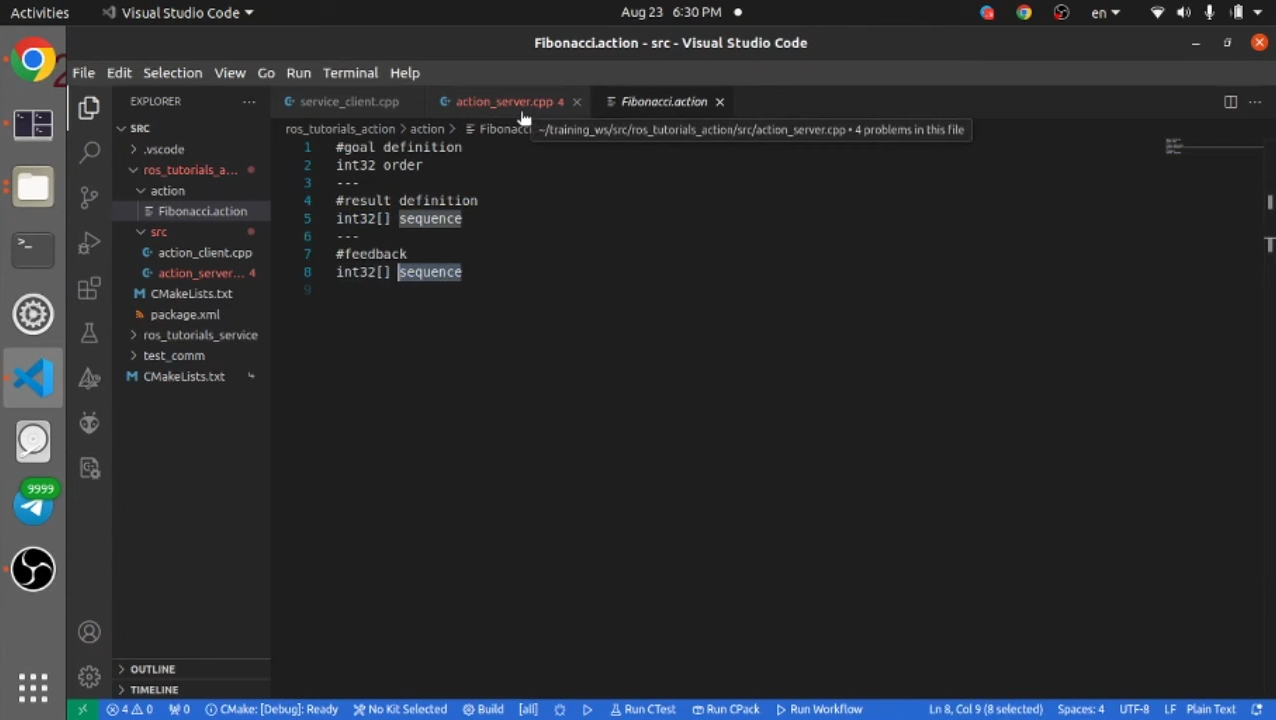 Activities
Visual Studio Code
Aug 23 6:30 PM
en
Fibonacci.action - src - Visual Studio Code
File Edit Selection View Go Run Terminal Help
EXPLORER
service_client.cpp
action_server.cpp 4
Fibonacci.action
SRC
ros_tutorials_action > action > Fibonacci
~/training_ws/src/ros_tutorials_action/src/action_server.cpp • 4 problems in this file
.vscode
ros_tutorials_a...
action
Fibonacci.action
src
action_client.cpp
action_server... 4
CMakeLists.txt
package.xml
ros_tutorials_service
test_comm
CMakeLists.txt
1 #goal definition
2 int32 order
3 ---
4 #result definition
5 int32[] sequence
6 ---
7 #feedback
8 int32[] sequence
9
9999
OUTLINE
TIMELINE
4 0 0 CMake: [Debug]: Ready No Kit Selected Build [all] Run CTest Run CPack Run Workflow Ln 8, Col 9 (8 selected) Spaces: 4 UTF-8 LF Plain Text